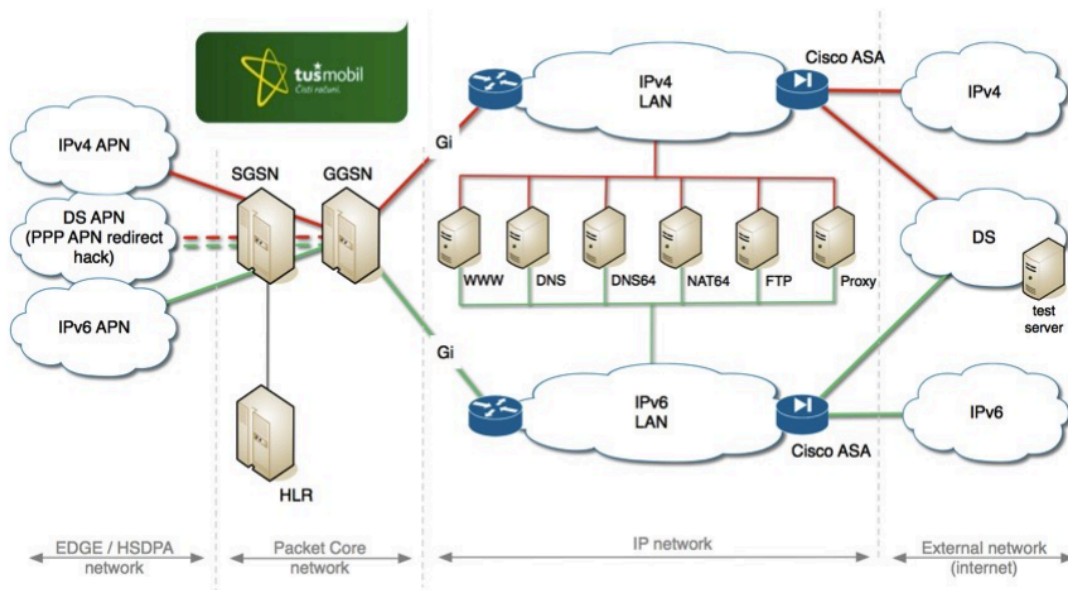 tušmobil
Čisti računi.
Cisco ASA
IPv4
LAN
IPv4
IPv4 APN
Gi
SGSN
GGSN
DS APN
(PPP APN redirect
hack)
DS
WWW
DNS
DNS64
NAT64
FTP
Proxy
test
server
IPv6 APN
Gi
IPv6
LAN
IPv6
Cisco ASA
HLR
EDGE / HSDPA
network
Packet Core
network
IP network
External network
(internet)